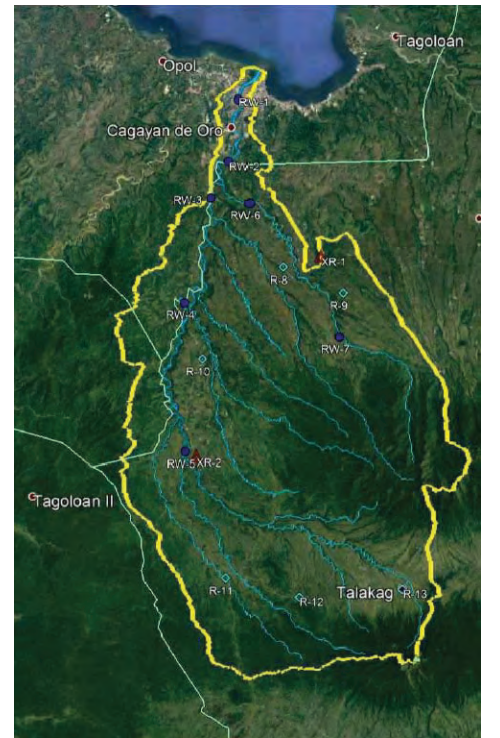 Tagoloan
Opol
RW-1
Cagayan de Oro
RW-2
RW-3
RW-6
XR-1
R-8
R-9
RW-4
RW-7
R-10
RW-5
XR-2
Tagoloan II
R-11
R-12
Talakag
R-13